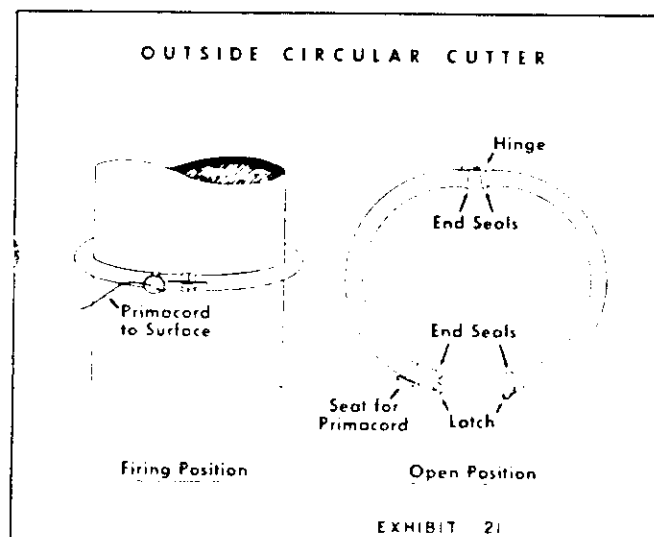 OUTSIDE CIRCULAR CUTTER
Hinge
End Seals
Primacord
to Surface
End Seals
Seat for
Primacord
Latch
Firing Position
Open Position
EXHIBIT 21